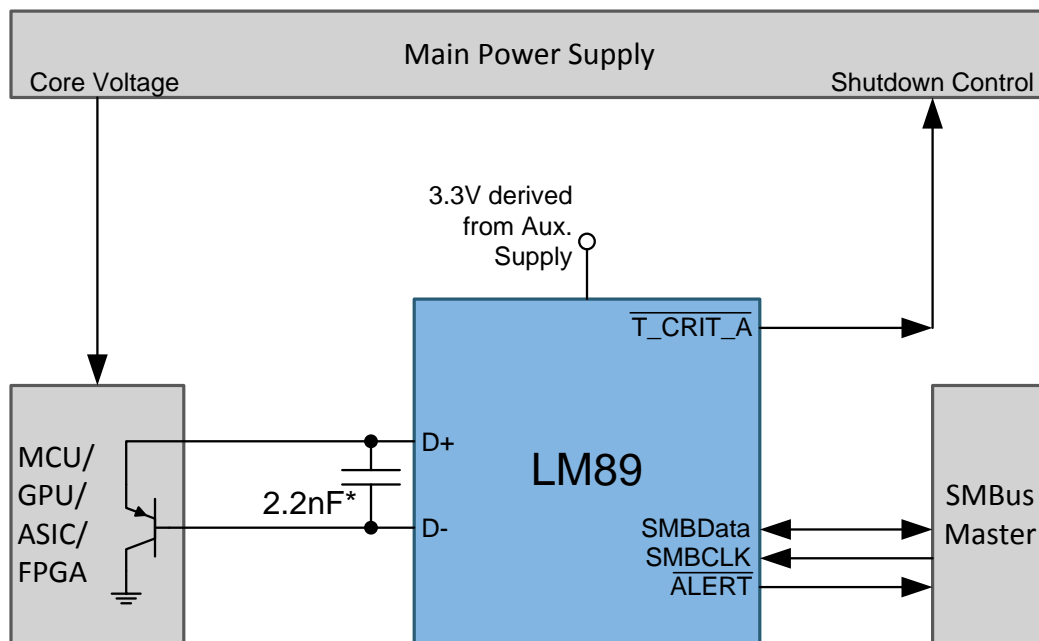 Main Power Supply
Core Voltage
Shutdown Control
3.3V derived
from Aux.
Supply
T_CRIT_A
D+
D-
2.2nF*
LM89
SMBData
SMBCLK
ALERT
MCU/
GPU/
ASIC/
FPGA
SMBus
Master